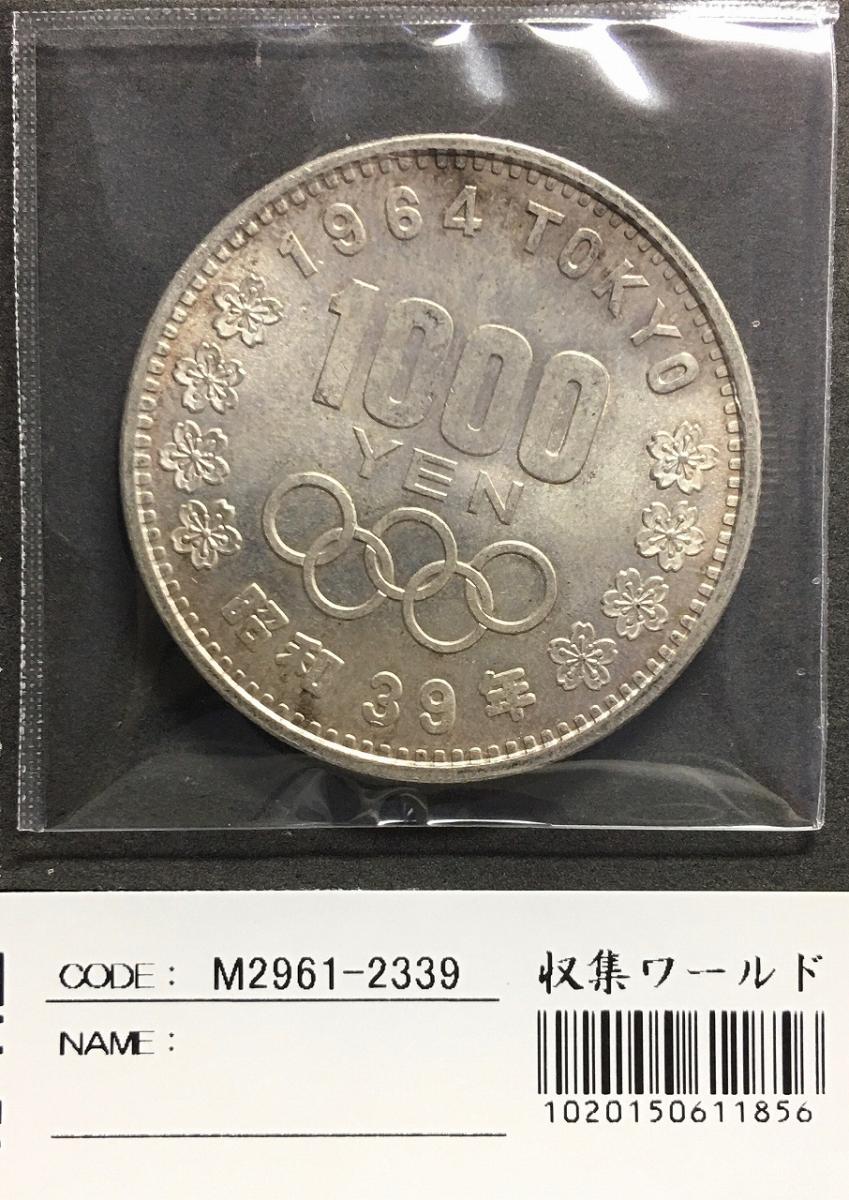 1964 TOKYO
1000
YEN
昭和 39 年
CODE: M2961-2339
収集ワールド
NAME:
1020150611856